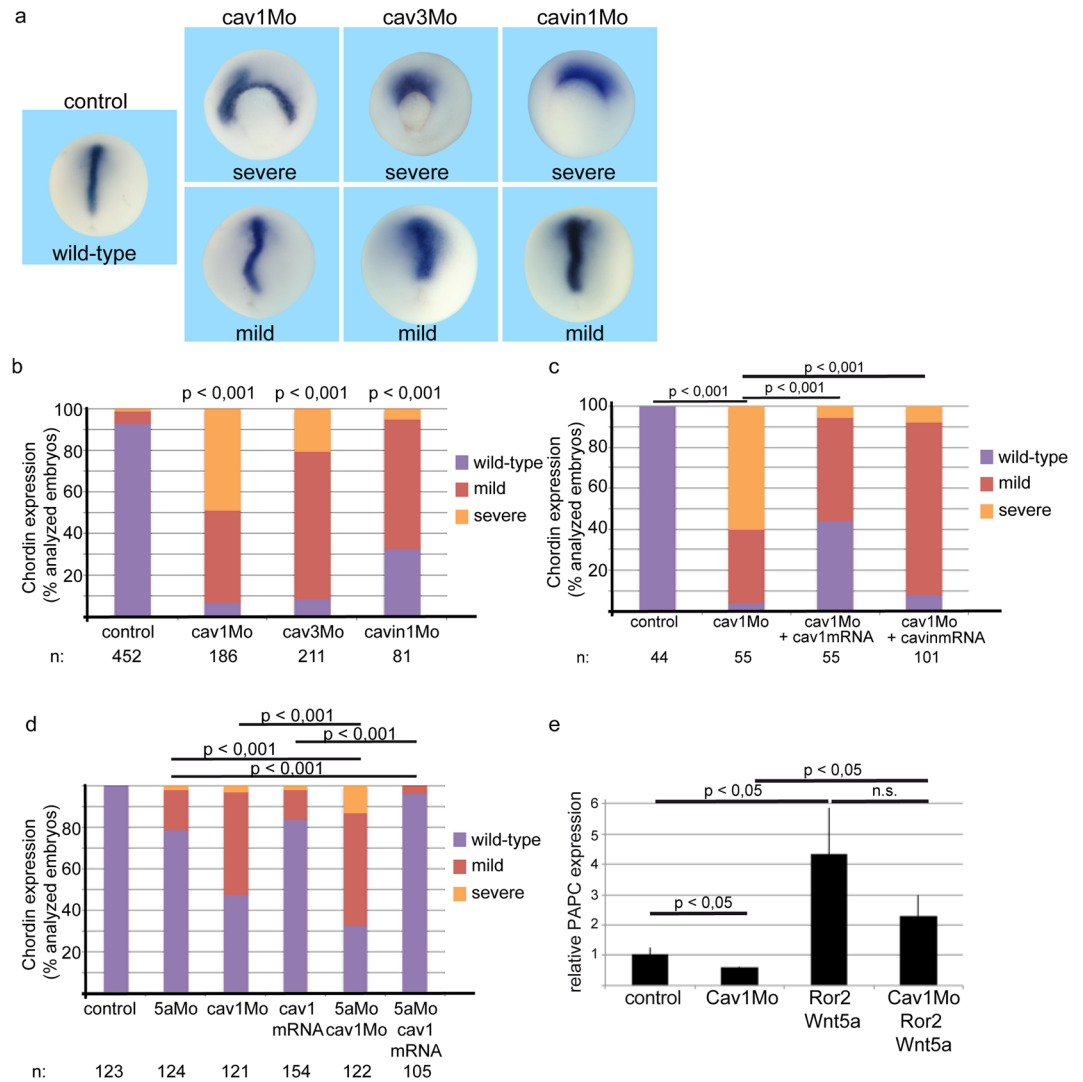 a
cav1Mo cav3Mo cavin1Mo
control
severe severe severe
wild-type
mild mild mild
b
p < 0,001 p < 0,001 p < 0,001
Chordin expression
(% analyzed embryos)
100
80
60
40
20
wild-type
mild
severe
control cav1Mo cav3Mo cavin1Mo
n: 452 186 211 81
c
p < 0,001
p < 0,001 p < 0,001
Chordin expression
(% analyzed embryos)
100
80
60
40
20
wild-type
mild
severe
control cav1Mo cav1Mo cav1Mo
+ cav1mRNA + cavinmRNA
n: 44 55 55 101
d
p < 0,001
p < 0,001
p < 0,001
p < 0,001
Chordin expression
(% analyzed embryos)
80
60
40
20
wild-type
mild
severe
control 5aMo cav1Mo cav1 5aMo 5aMo
mRNA cav1Mo cav1
mRNA
n: 123 124 121 154 122 105
e
p < 0,05
p < 0,05 n.s.
p < 0,05
relative PAPC expression
6
5
4
3
2
1
control Cav1Mo Ror2 Cav1Mo
Wnt5a Ror2
Wnt5a